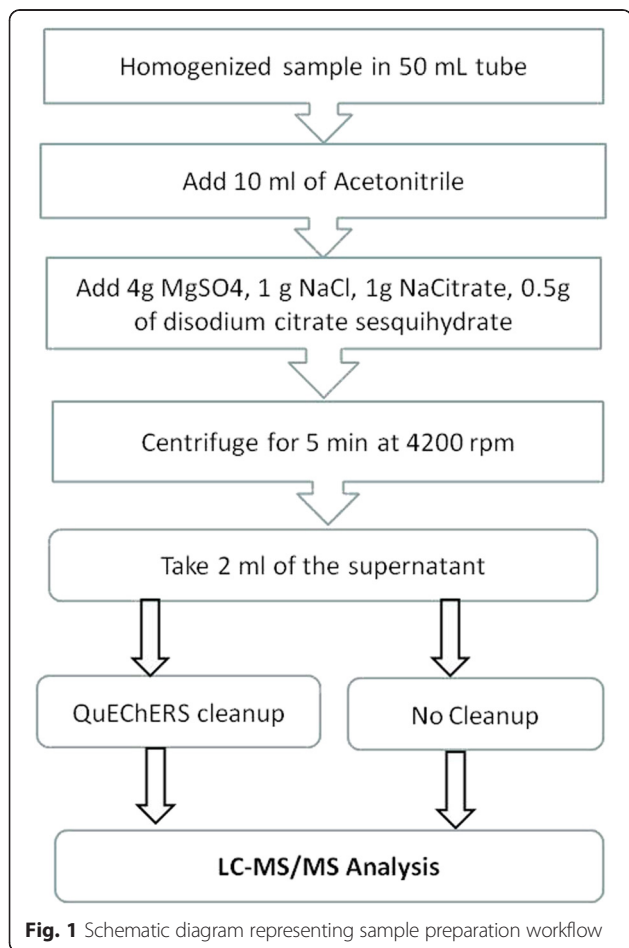 Homogenized sample in 50 mL tube
Add 10 ml of Acetonitrile
Add 4g MgSO4, 1 g NaCl, 1g NaCitrate, 0.5g
of disodium citrate sesquihydrate
Centrifuge for 5 min at 4200 rpm
Take 2 ml of the supernatant
QuEChERS cleanup
No Cleanup
LC-MS/MS Analysis
Fig. 1 Schematic diagram representing sample preparation workflow